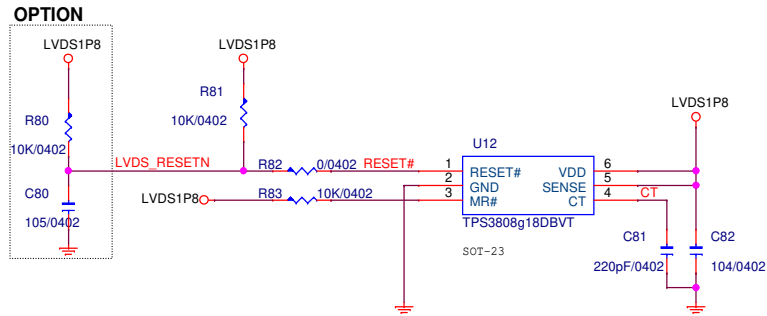 OPTION
LVDS1P8
LVDS1P8
R80
10K/0402
R81
10K/0402
LVDS1P8
LVDS_RESETN
R82
0/0402
RESET#
U12
1
RESET#
VDD
6
2
GND
SENSE
5
3
MR#
CT
4
CT
LVDS1P8
R83
10K/0402
C80
105/0402
TPS3808g18DBVT
SOT-23
C81
220pF/0402
C82
104/0402